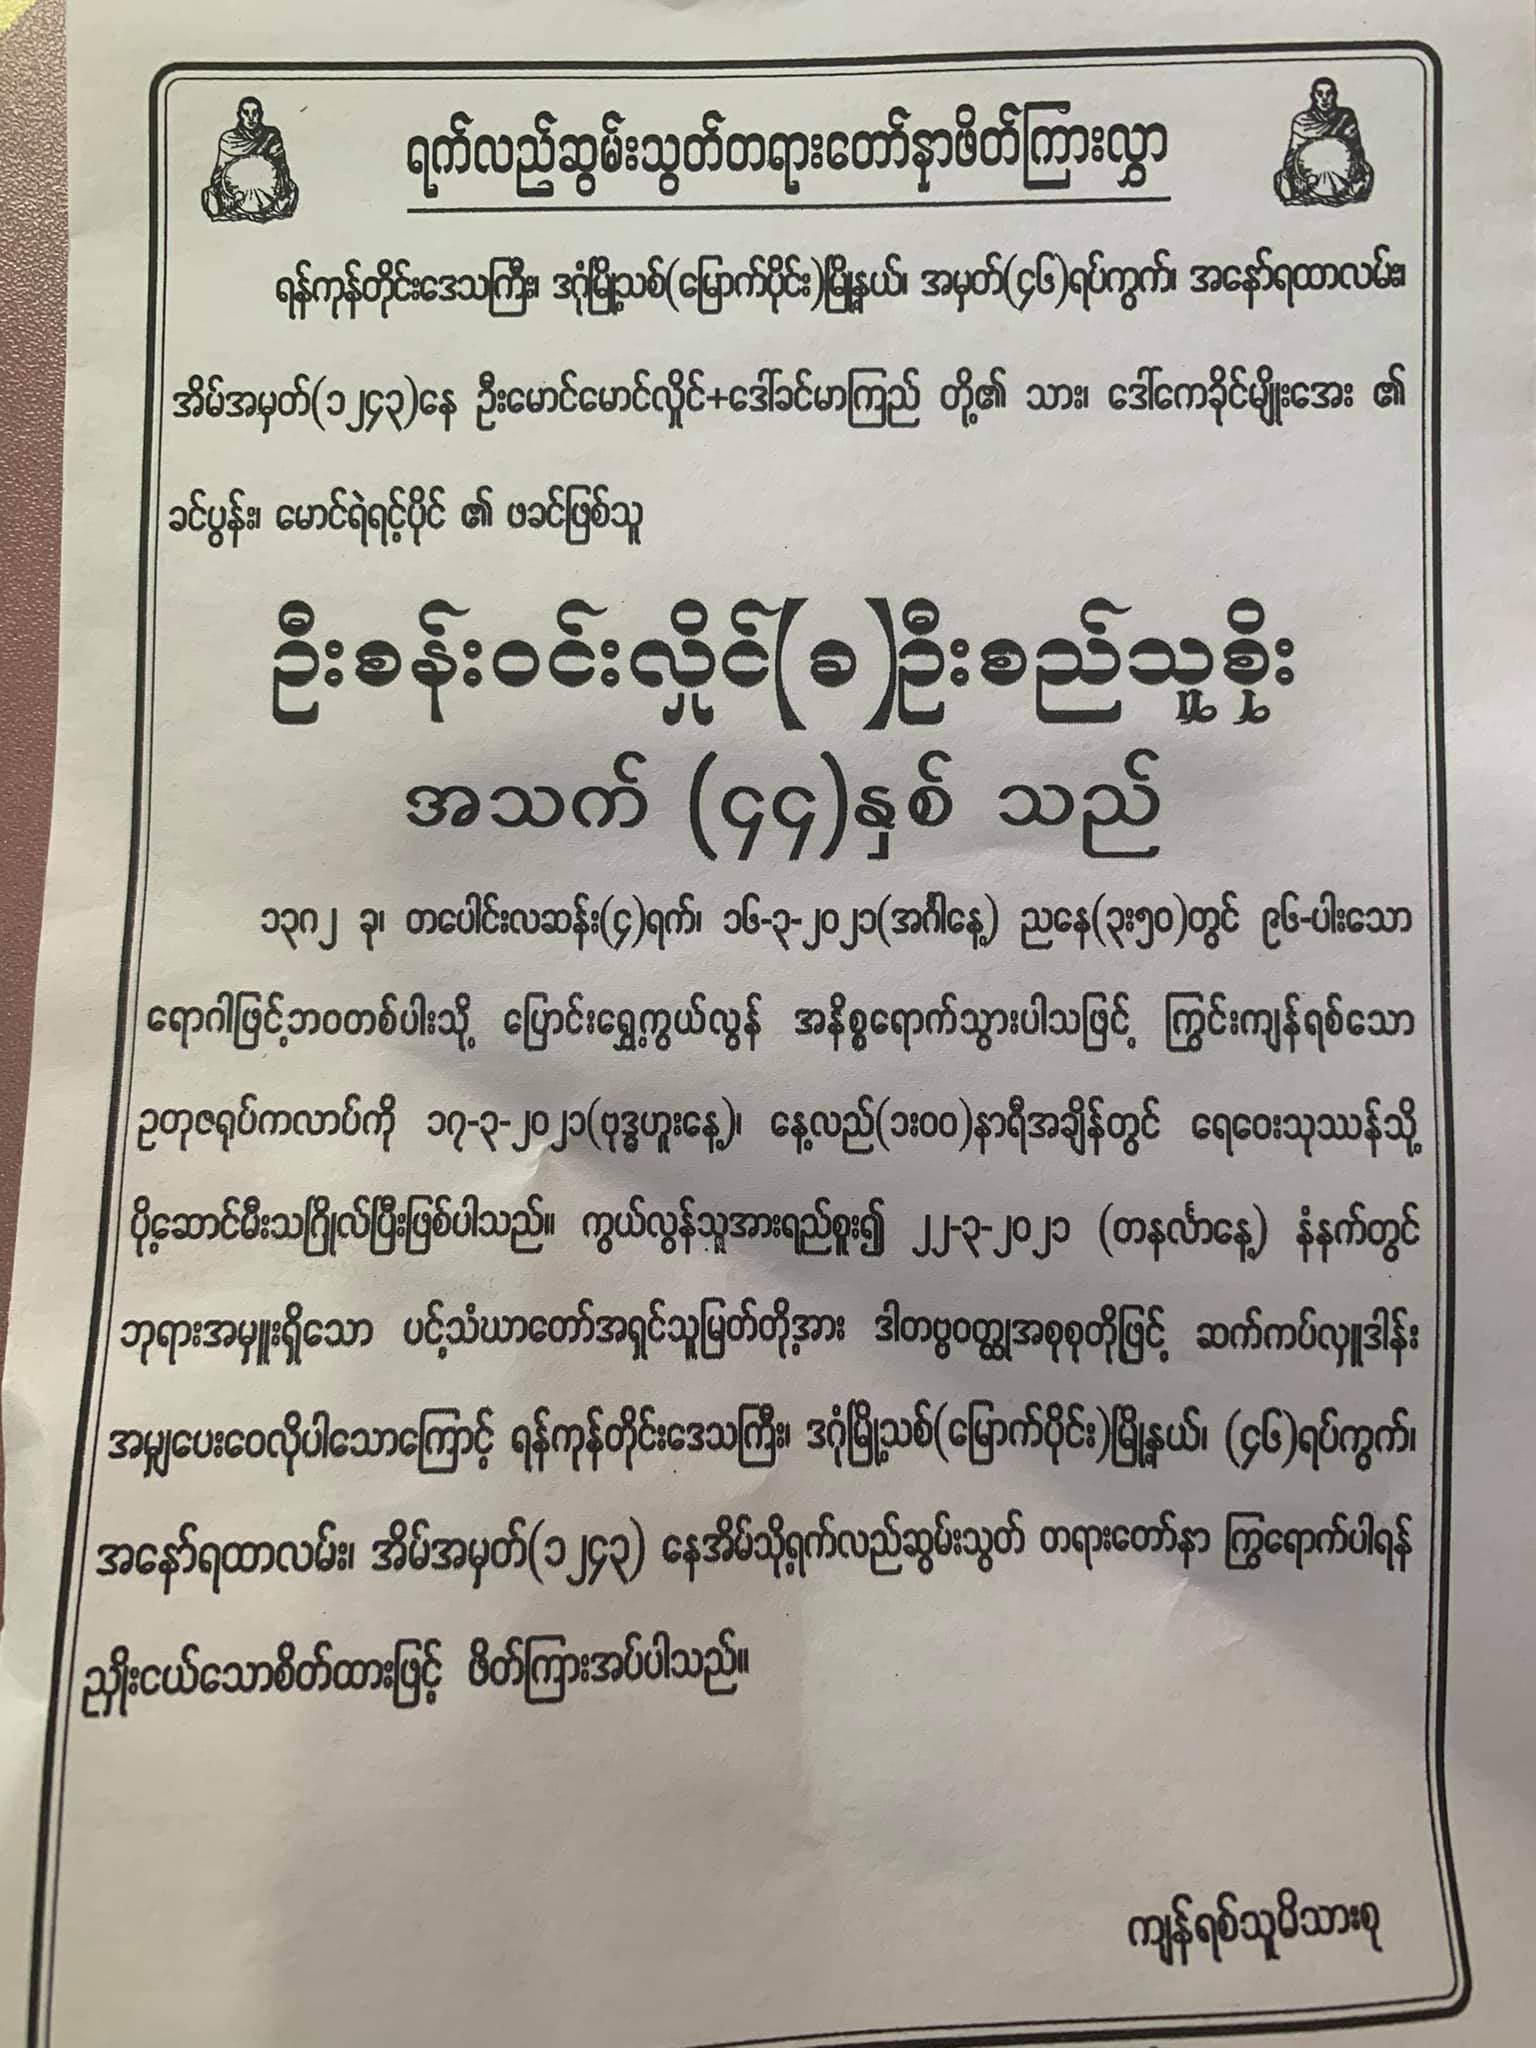 ရက်လည်ဆွမ်းသွတ်တရားတော်နာဖိတ်ကြားလွှာ
ရန်ကုန်တိုင်းဒေသကြီး၊ ဒဂုံမြို့သစ်(မြောက်ပိုင်း)မြို့နယ်၊ အမှတ်(၄၆)ရပ်ကွက်၊ အနော်ရထာလမ်း၊
အိမ်အမှတ်(၁၂၄၃)နေ ဦးမောင်မောင်လှိုင်+ဒေါ်ခင်မာကြည် တို့၏ သား၊ ဒေါ်ကေခိုင်မျိုးအေး ၏
ခင်ပွန်း၊ မောင်ရဲရင့်ပိုင် ၏ ဖခင်ဖြစ်သူ
ဦးစန်းဝင်းလှိုင်(ခ)ဦးစည်သူစိုး
အသက် (၄၄)နှစ် သည်
၁၃၈၂ ခု၊ တပေါင်းလဆန်း(၄)ရက်၊ ၁၆-၃-၂၀၂၁(အင်္ဂါနေ့) ညနေ(၃း၅၀)တွင် ၉၆-ပါးသော
ရောဂါဖြင့်ဘဝတစ်ပါးသို့ ပြောင်းရွှေ့ကွယ်လွန် အနိစ္စရောက်သွားပါသဖြင့် ကြွင်းကျန်ရစ်သော
ဥတုဇရုပ်ကလာပ်ကို ၁၇-၃-၂၀၂၁(ဗုဒ္ဓဟူးနေ့)၊ နေ့လည်(၁း၀၀)နာရီအချိန်တွင် ရေဝေးသုဿန်သို့
ပို့ဆောင်မီးသင်္ဂြိုလ်ပြီးဖြစ်ပါသည်။ ကွယ်လွန်သူအားရည်စူး၍ ၂၂-၃-၂၀၂၁ (တနင်္လာနေ့) နံနက်တွင်
ဘုရားအမှူးရှိသော ပင့်သံဃာတော်အရှင်သူမြတ်တို့အား ဒါတဗ္ဗဝတ္ထုအစုစုတို့ဖြင့် ဆက်ကပ်လှူဒါန်း
အမျှပေးဝေလိုပါသောကြောင့် ရန်ကုန်တိုင်းဒေသကြီး၊ ဒဂုံမြို့သစ်(မြောက်ပိုင်း)မြို့နယ်၊ (၄၆)ရပ်ကွက်၊
အနော်ရထာလမ်း၊ အိမ်အမှတ်(၁၂၄၃) နေအိမ်သို့ရက်လည်ဆွမ်းသွတ် တရားတော်နာ ကြွရောက်ပါရန်
ညှိုးငယ်သောစိတ်ထားဖြင့် ဖိတ်ကြားအပ်ပါသည်။
ကျန်ရစ်သူမိသားစု